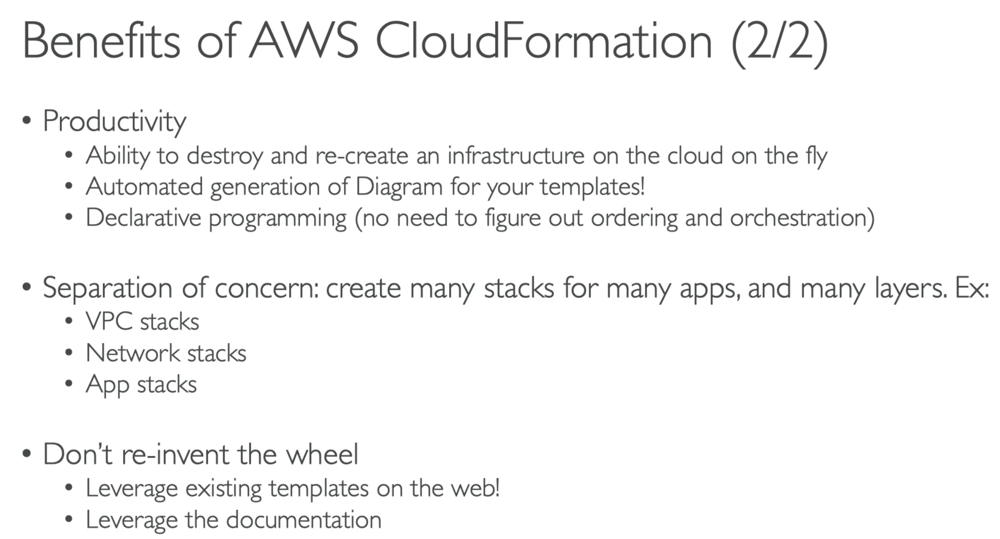 Benefits of AWS CloudFormation (2/2)
• Productivity
• Ability to destroy and re-create an infrastructure on the cloud on the fly
• Automated generation of Diagram for your templates!
• Declarative programming (no need to figure out ordering and orchestration)
• Separation of concern: create many stacks for many apps, and many layers. Ex:
• VPC stacks
• Network stacks
• App stacks
• Don’t re-invent the wheel
• Leverage existing templates on the web!
• Leverage the documentation